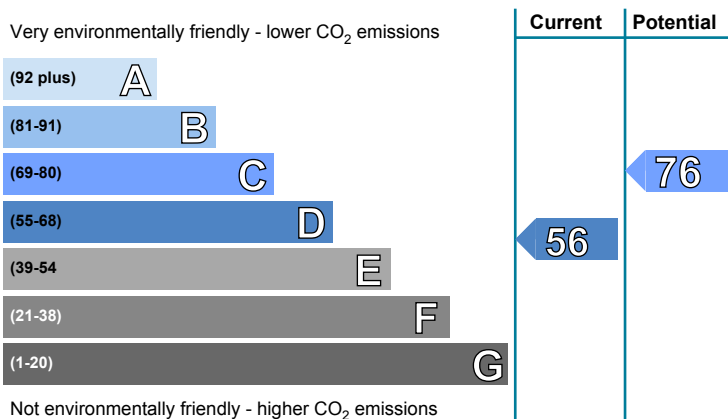 Current Potential
Very environmentally friendly - lower CO2 emissions
(92 plus) A
(81-91) B
(69-80) C
76
(55-68) D
56
(39-54 E
(21-38) F
(1-20) G
Not environmentally friendly - higher CO2 emissions